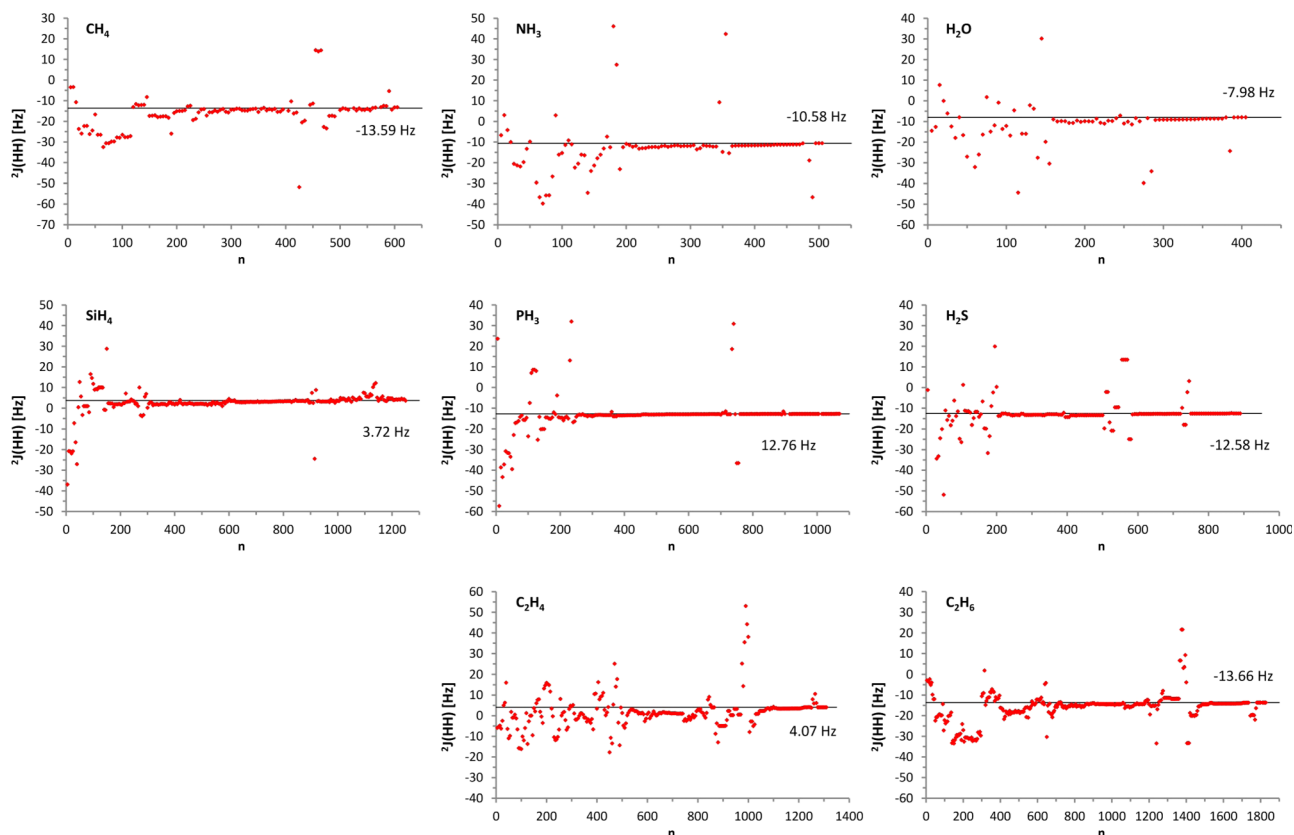 CH₄
²J(HH) [Hz]
30
20
10
0
-10
-20
-30
-40
-50
-60
-70
-13.59 Hz
0 100 200 300 400 500 600
n
NH₃
²J(HH) [Hz]
50
40
30
20
10
0
-10
-20
-30
-40
-50
-10.58 Hz
0 100 200 300 400 500
n
H₂O
²J(HH) [Hz]
40
30
20
10
0
-10
-20
-30
-40
-50
-60
-7.98 Hz
0 100 200 300 400
n
SiH₄
²J(HH) [Hz]
50
40
30
20
10
0
-10
-20
-30
-40
-50
3.72 Hz
0 200 400 600 800 1000 1200
n
PH₃
²J(HH) [Hz]
40
30
20
10
0
-10
-20
-30
-40
-50
-60
12.76 Hz
0 200 400 600 800 1000
n
H₂S
²J(HH) [Hz]
40
30
20
10
0
-10
-20
-30
-40
-50
-60
-12.58 Hz
0 200 400 600 800 1000
n
C₂H₄
²J(HH) [Hz]
60
50
40
30
20
10
0
-10
-20
-30
-40
4.07 Hz
0 200 400 600 800 1000 1200 1400
n
C₂H₆
²J(HH) [Hz]
40
30
20
10
0
-10
-20
-30
-40
-50
-60
-13.66 Hz
0 200 400 600 800 1000 1200 1400 1600 1800
n